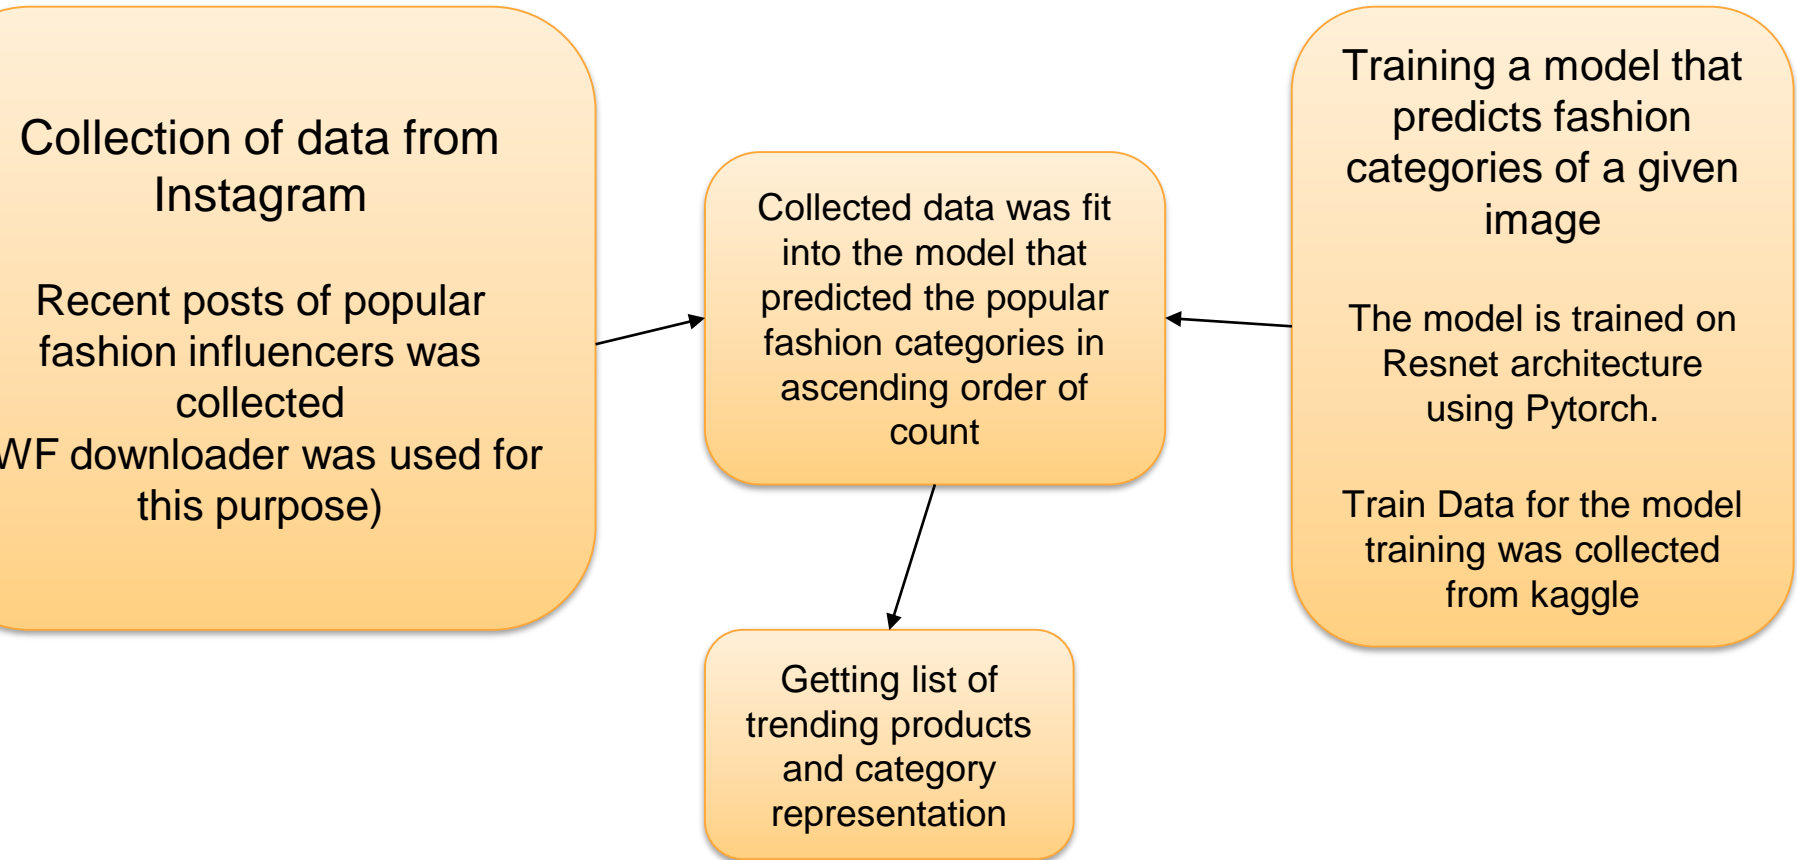 Collection of data from
Instagram
Recent posts of popular
fashion influencers was
collected
downloader was used for
this purpose)
Collected data was fit
into the model that
predicted the popular
fashion categories in
ascending order of
count
Getting list of
trending products
and category
representation
Training a model that
predicts fashion
categories of a given
image
The model is trained on
Resnet architecture
using Pytorch.
Train Data for the model
training was collected
from kaggle